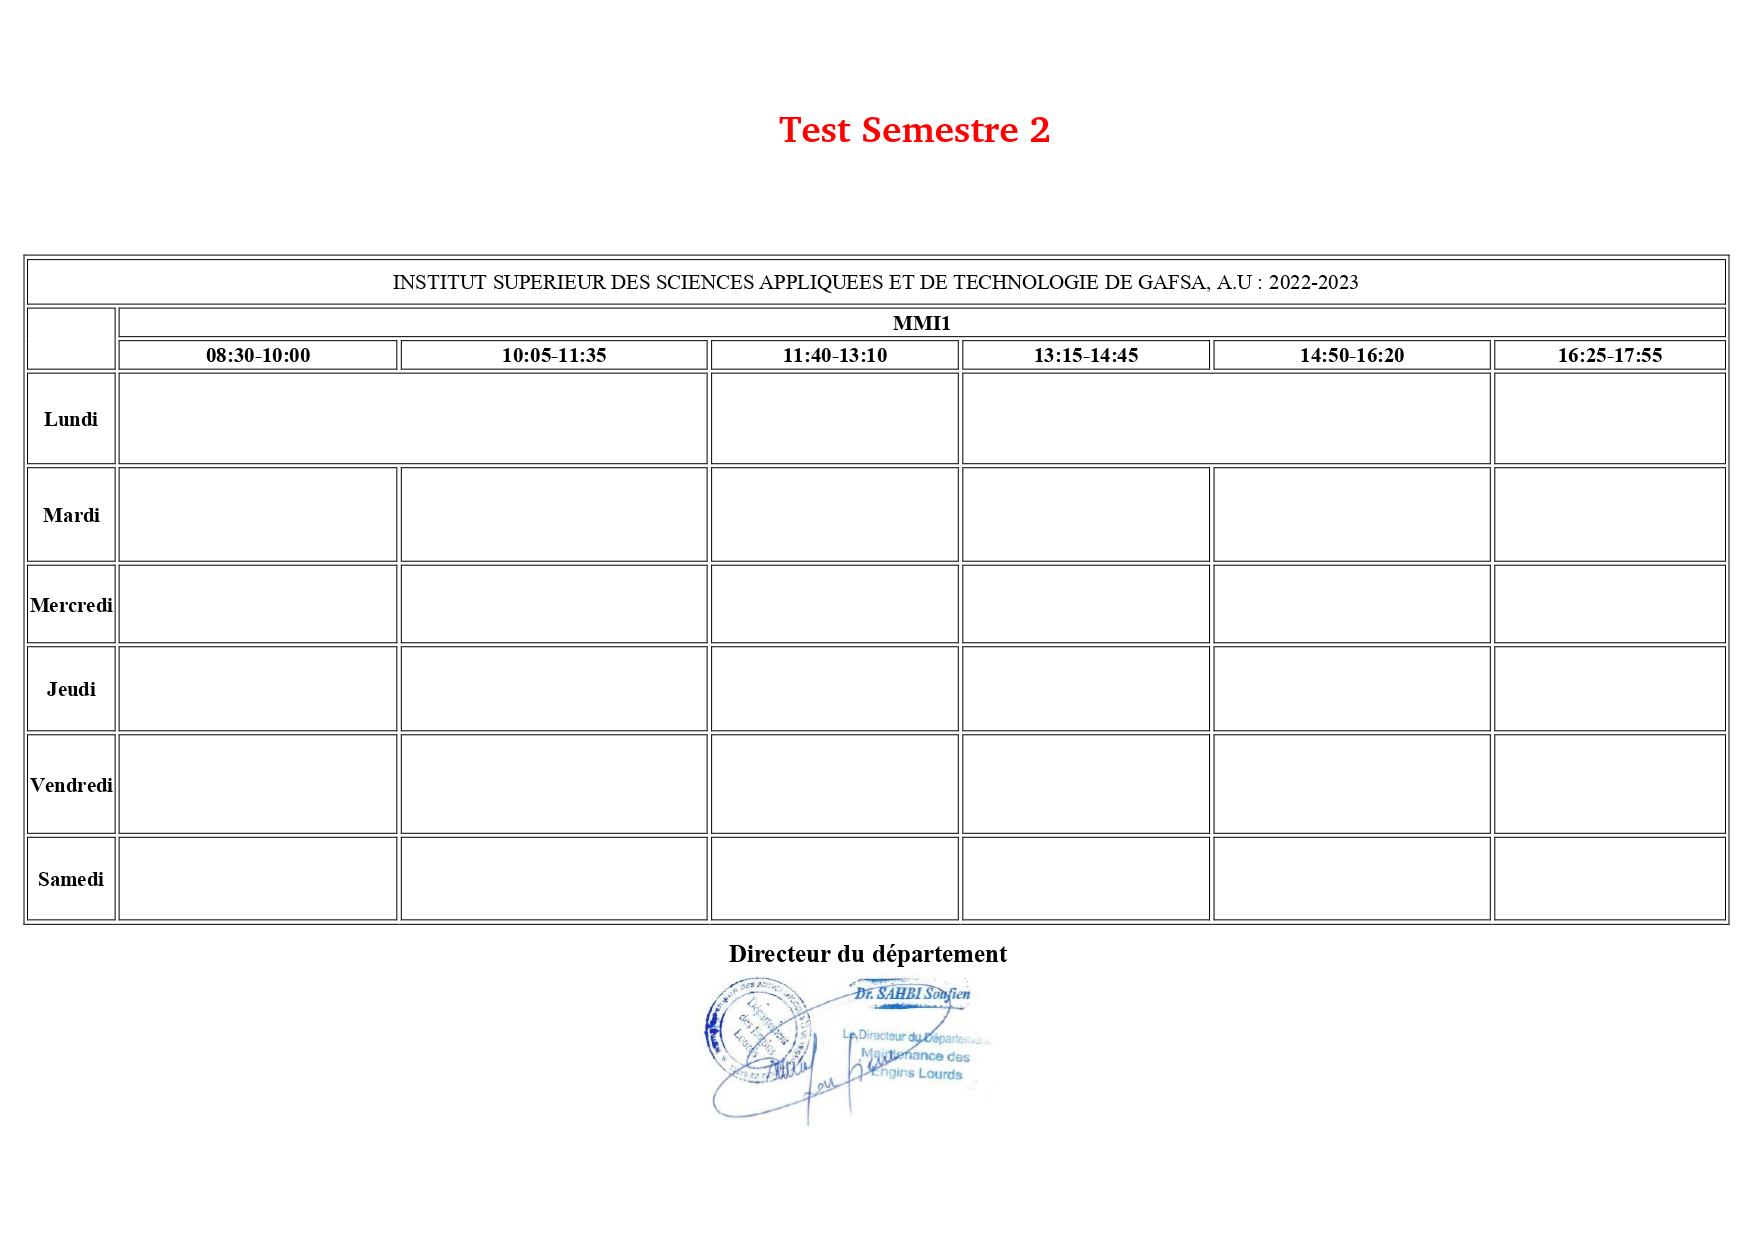 Test Semestre 2
INSTITUT SUPERIEUR DES SCIENCES APPLIQUEES ET DE TECHNOLOGIE DE GAFSA, A.U : 2022-2023
MMI1
08:30-10:00 10:05-11:35 11:40-13:10 13:15-14:45 14:50-16:20 16:25-17:55
Lundi
Mardi
Mercredi
Jeudi
Vendredi
Samedi
Directeur du département
Département
des Engins
Lourds
Dr. SAHBI Soufien
Le Directeur du Département
Maintenance des
Engins Lourds